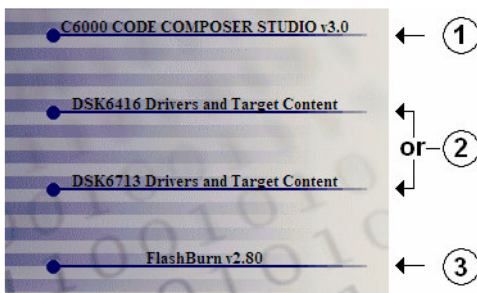 C6000 CODE COMPOSER STUDIO v3.0
1
DSK6416 Drivers and Target Content
or
2
DSK6713 Drivers and Target Content
FlashBurn v2.80
3